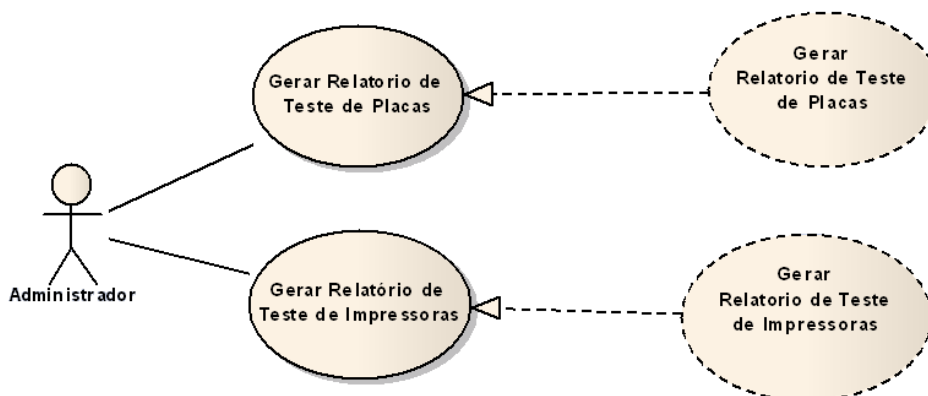 Gerar Relatorio de
Teste de Placas
Gerar
Relatorio de Teste
de Placas
Administrador
Gerar Relatório de
Teste de Impressoras
Gerar
Relatorio de Teste
de Impressoras